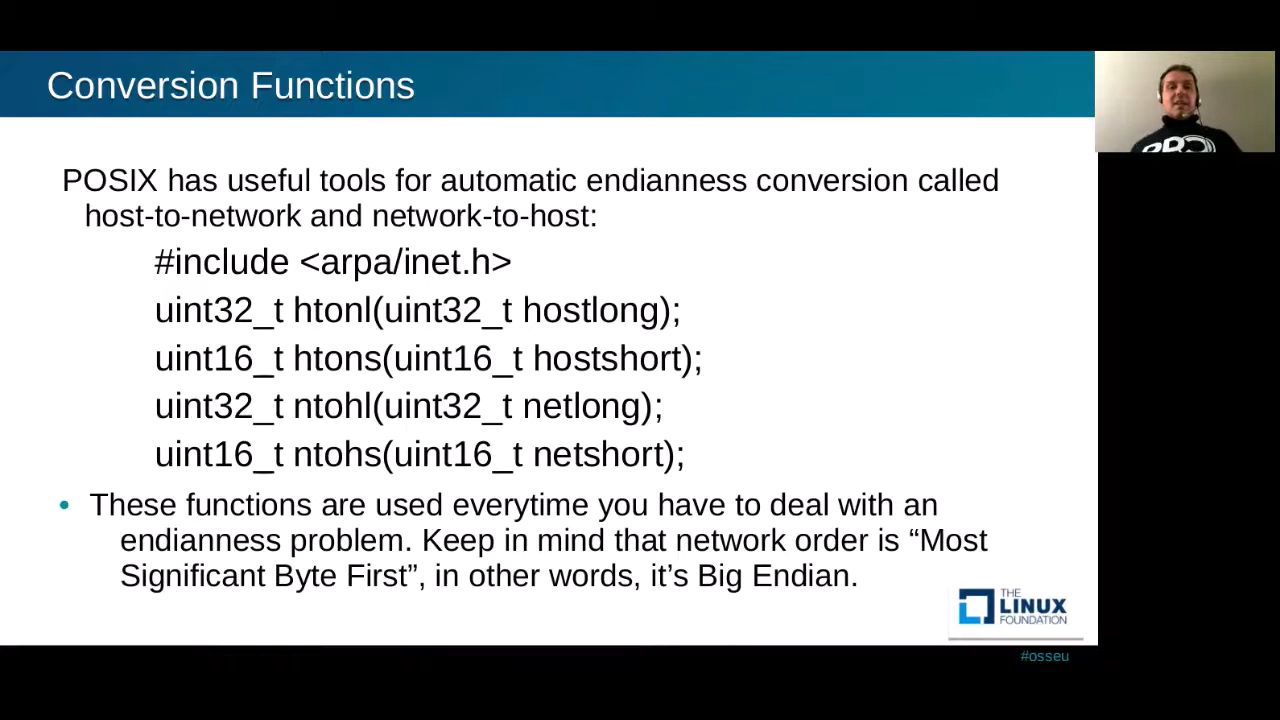 Conversion Functions
POSIX has useful tools for automatic endianness conversion called
host-to-network and network-to-host:
#include <arpa/inet.h>
uint32_t htonl(uint32_t hostlong);
uint16_t htons(uint16_t hostshort);
uint32_t ntohl(uint32_t netlong);
uint16_t ntohs(uint16_t netshort);
• These functions are used everytime you have to deal with an
endianness problem. Keep in mind that network order is “Most
Significant Byte First”, in other words, it’s Big Endian.
THE
LINUX
FOUNDATION
#osseu